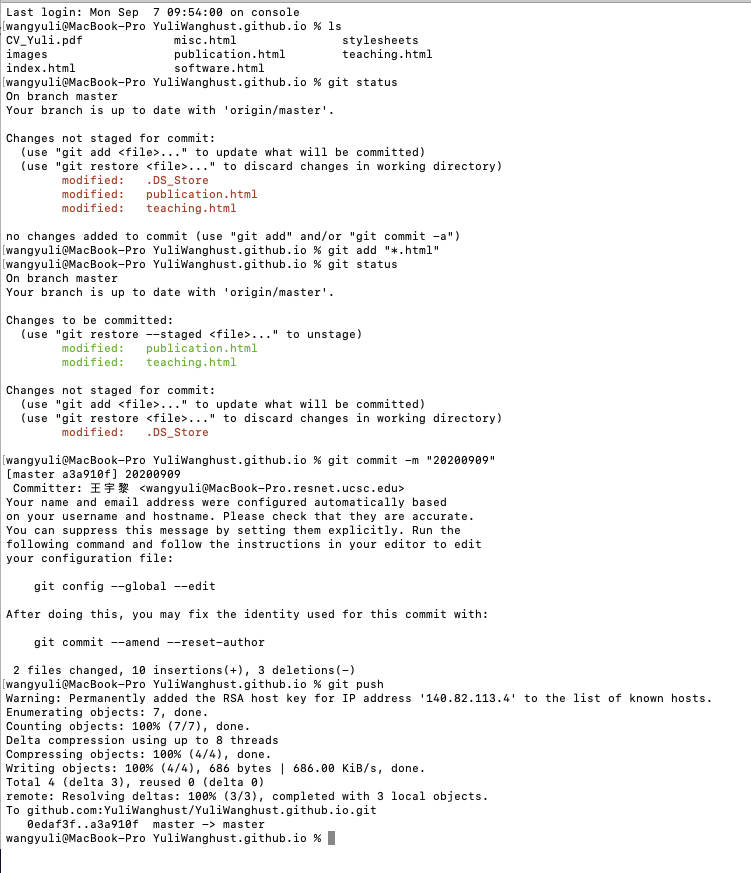 Last login: Mon Sep  7 09:54:00 on console
[wangyuli@MacBook-Pro YuliWanghust.github.io % ls
CV_Yuli.pdf             misc.html               stylesheets
images                  publication.html        teaching.html
index.html              software.html
[wangyuli@MacBook-Pro YuliWanghust.github.io % git status
On branch master
Your branch is up to date with 'origin/master'.

Changes not staged for commit:
  (use "git add <file>..." to update what will be committed)
  (use "git restore <file>..." to discard changes in working directory)
        modified:   .DS_Store
        modified:   publication.html
        modified:   teaching.html

no changes added to commit (use "git add" and/or "git commit -a")
[wangyuli@MacBook-Pro YuliWanghust.github.io % git add "*.html"
[wangyuli@MacBook-Pro YuliWanghust.github.io % git status
On branch master
Your branch is up to date with 'origin/master'.

Changes to be committed:
  (use "git restore --staged <file>..." to unstage)
        modified:   publication.html
        modified:   teaching.html

Changes not staged for commit:
  (use "git add <file>..." to update what will be committed)
  (use "git restore <file>..." to discard changes in working directory)
        modified:   .DS_Store

[wangyuli@MacBook-Pro YuliWanghust.github.io % git commit -m "20200909"
[master a3a910f] 20200909
 Committer: 王宇黎 <wangyuli@MacBook-Pro.resnet.ucsc.edu>
Your name and email address were configured automatically based
on your username and hostname. Please check that they are accurate.
You can suppress this message by setting them explicitly. Run the
following command and follow the instructions in your editor to edit
your configuration file:

    git config --global --edit

After doing this, you may fix the identity used for this commit with:

    git commit --amend --reset-author

 2 files changed, 10 insertions(+), 3 deletions(-)
[wangyuli@MacBook-Pro YuliWanghust.github.io % git push
Warning: Permanently added the RSA host key for IP address '140.82.113.4' to the list of known hosts.
Enumerating objects: 7, done.
Counting objects: 100% (7/7), done.
Delta compression using up to 8 threads
Compressing objects: 100% (4/4), done.
Writing objects: 100% (4/4), 686 bytes | 686.00 KiB/s, done.
Total 4 (delta 3), reused 0 (delta 0)
remote: Resolving deltas: 100% (3/3), completed with 3 local objects.
To github.com:YuliWanghust/YuliWanghust.github.io.git
   0edaf3f..a3a910f  master -> master
wangyuli@MacBook-Pro YuliWanghust.github.io %